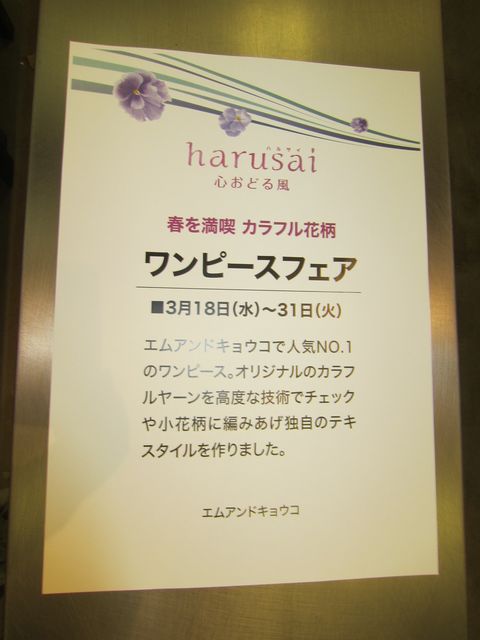 ハルサイ
harusai
心おどる風
春を満喫 カラフル花柄
ワンピースフェア
■3月18日(水)〜31日(火)
エムアンドキョウコで人気NO.1
のワンピース。オリジナルのカラフ
ルヤーンを高度な技術でチェック
や小花柄に編みあげ独自のテキ
スタイルを作りました。
エムアンドキョウコ